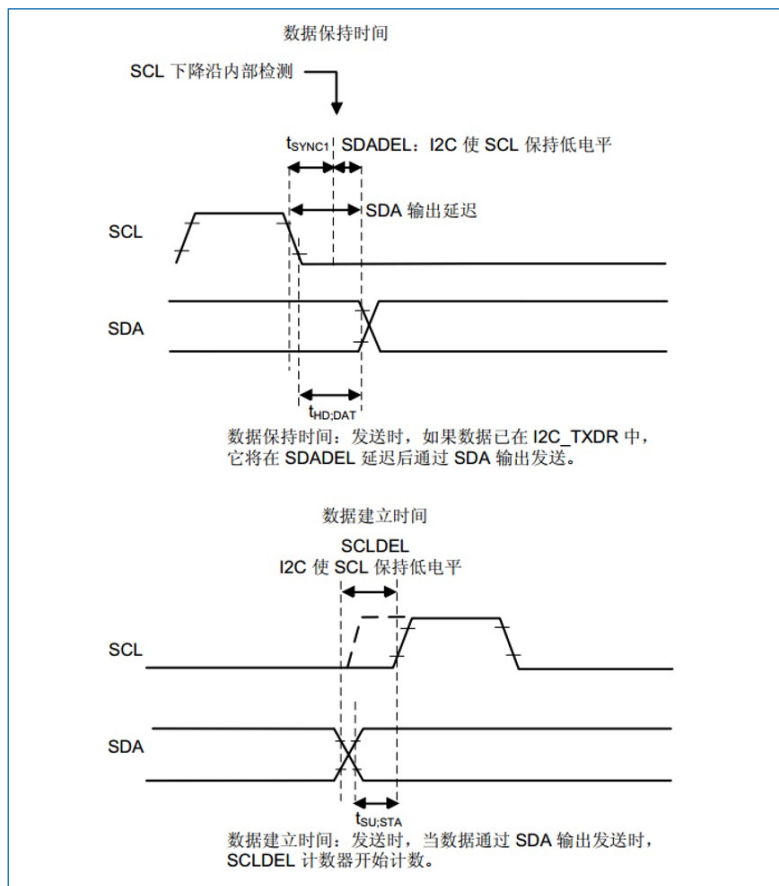 数据保持时间
SCL 下降沿内部检测
tSYNC1
SDADEL：I2C 使 SCL 保持低电平
SDA 输出延迟
SCL
SDA
tHD;DAT
数据保持时间：发送时，如果数据已在 I2C_TXDR 中，
它将在 SDADEL 延迟后通过 SDA 输出发送。
数据建立时间
SCLDEL
I2C 使 SCL 保持低电平
SCL
SDA
tSU;STA
数据建立时间：发送时，当数据通过 SDA 输出发送时，
SCLDEL 计数器开始计数。